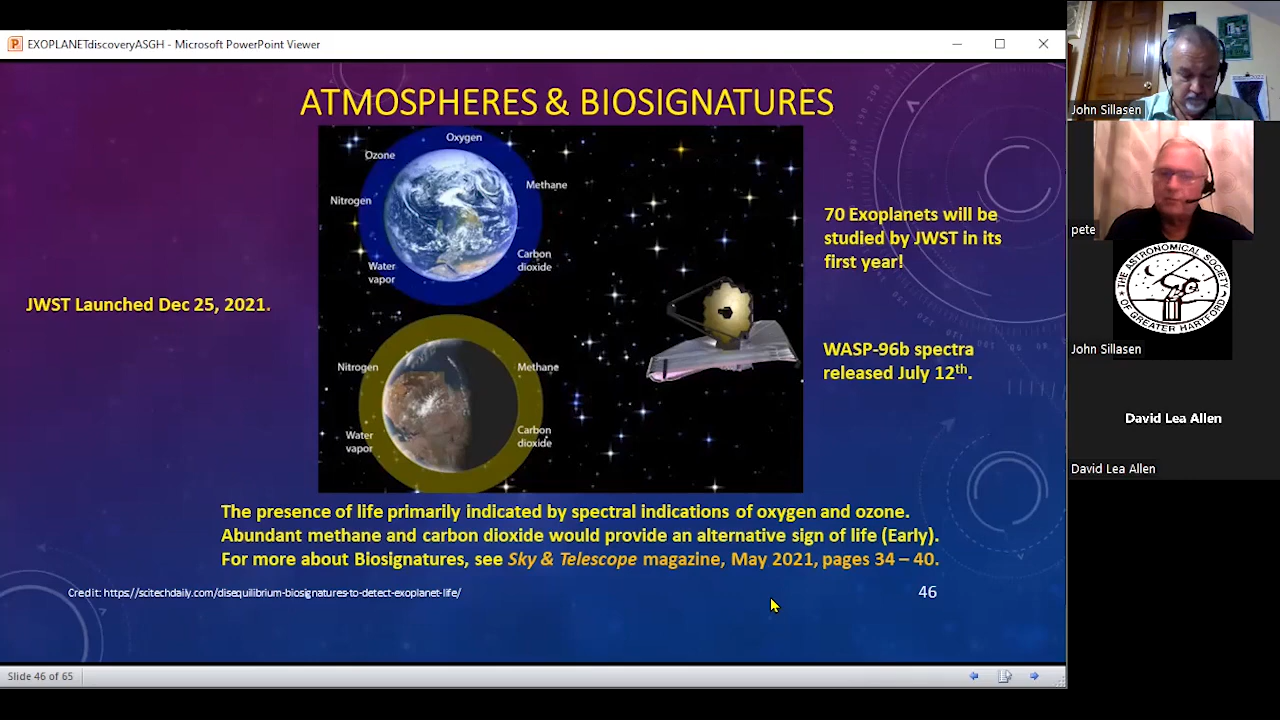 EXOPLANETdiscoveryASGH - Microsoft PowerPoint Viewer
ATMOSPHERES & BIOSIGNATURES
Oxygen
Ozone
Methane
Nitrogen
Carbon
dioxide
Water
vapor
Nitrogen
Methane
Water
vapor
Carbon
dioxide
JWST Launched Dec 25, 2021.
70 Exoplanets will be
studied by JWST in its
first year!
WASP-96b spectra
released July 12th.
The presence of life primarily indicated by spectral indications of oxygen and ozone.
Abundant methane and carbon dioxide would provide an alternative sign of life (Early).
For more about Biosignatures, see Sky & Telescope magazine, May 2021, pages 34 – 40.
Credit: https://scitechdaily.com/disequilibrium-biosignatures-to-detect-exoplanet-life/
46
Slide 46 of 65
John Sillasen
pete
THE ASTRONOMICAL SOCIETY
OF GREATER HARTFORD
John Sillasen
David Lea Allen
David Lea Allen